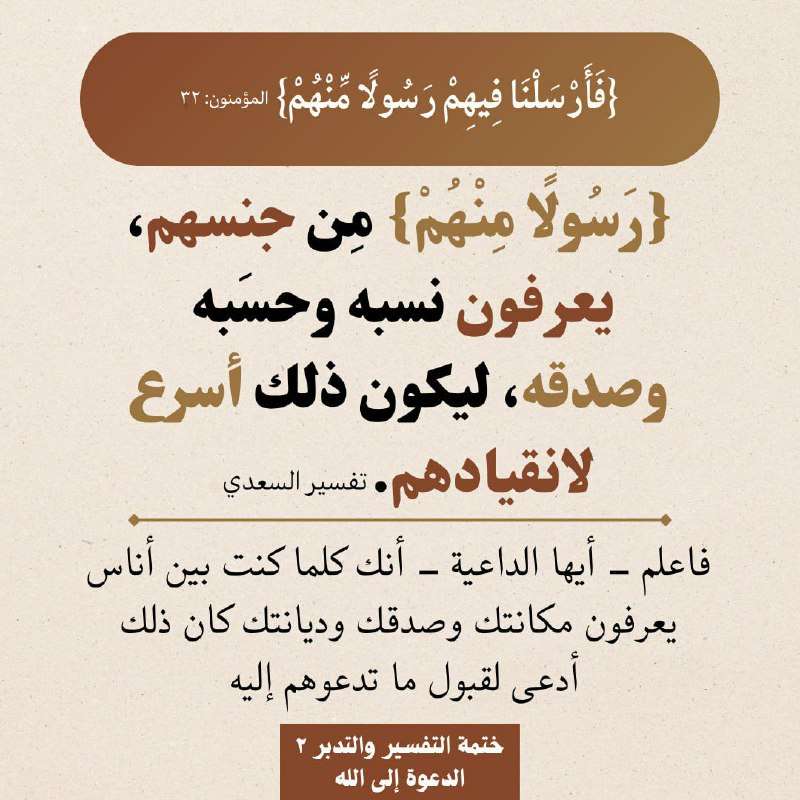 {فَأَرْسَلْنَا فِيهِمْ رَسُولًا مِّنْهُمْ} المؤمنون: ٣٢
{رَسُولًا مِنْهُمْ} مِن جنسهم،
يعرفون نسبه وحسَبه
وصدقه، ليكون ذلك أسرع
لانقيادهم. تفسير السعدي
فاعلم – أيها الداعية – أنك كلما كنت بين أناس
يعرفون مكانتك وصدقك وديانتك كان ذلك
أدعى لقبول ما تدعوهم إليه
ختمة التفسير والتدبر ٢
الدعوة إلى الله